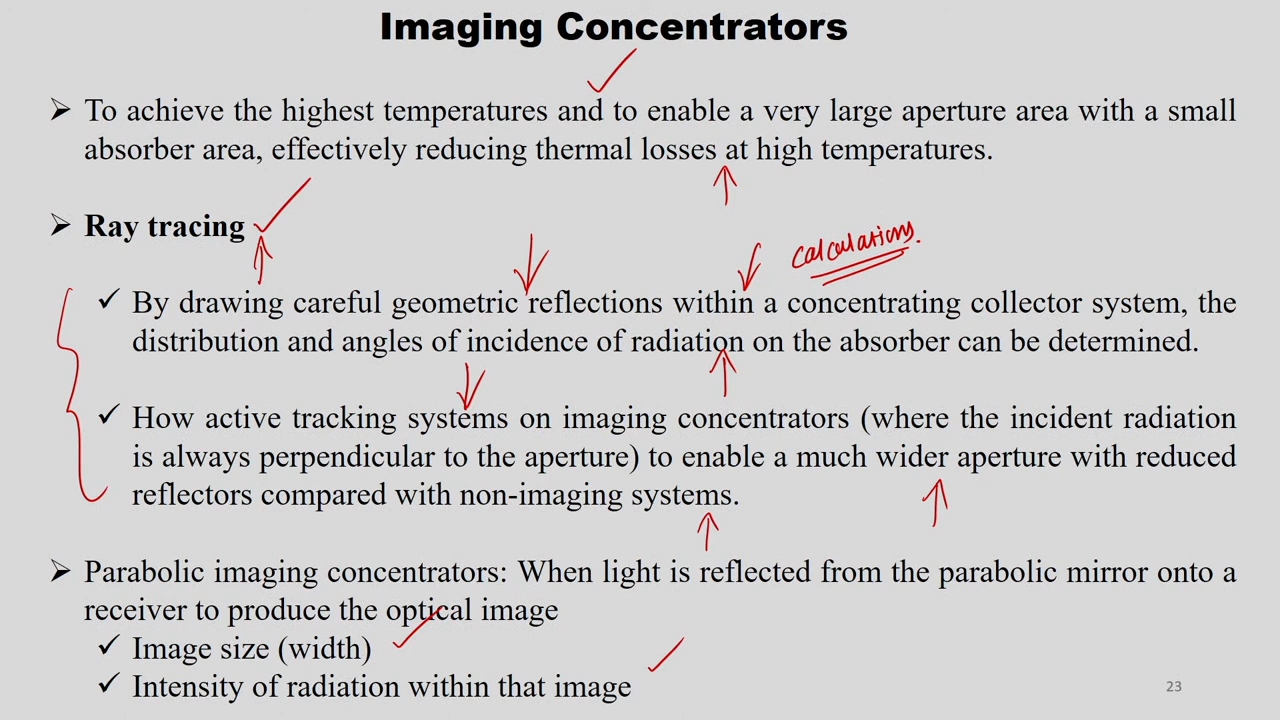 Imaging Concentrators
➢ To achieve the highest temperatures and to enable a very large aperture area with a small
absorber area, effectively reducing thermal losses at high temperatures.
➢ Ray tracing
calculations.
✓ By drawing careful geometric reflections within a concentrating collector system, the
distribution and angles of incidence of radiation on the absorber can be determined.
✓ How active tracking systems on imaging concentrators (where the incident radiation
is always perpendicular to the aperture) to enable a much wider aperture with reduced
reflectors compared with non-imaging systems.
➢ Parabolic imaging concentrators: When light is reflected from the parabolic mirror onto a
receiver to produce the optical image
✓ Image size (width)
✓ Intensity of radiation within that image
23